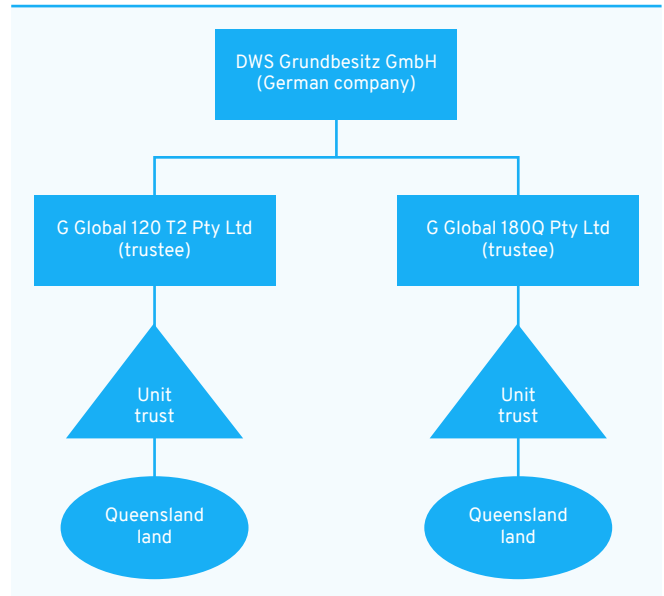 DWS Grundbesitz GmbH
(German company)
G Global 120 T2 Pty Ltd
(trustee)
G Global 180Q Pty Ltd
(trustee)
Unit
trust
Unit
trust
Queensland
land
Queensland
land